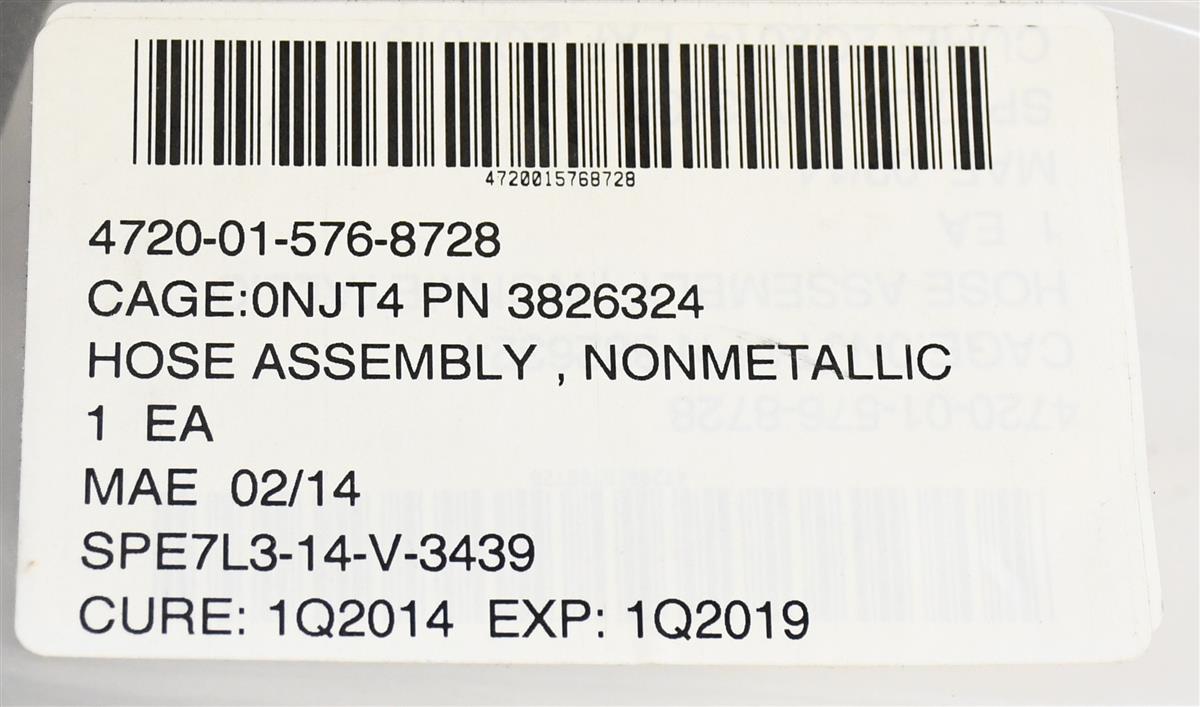 4720015768728
4720-01-576-8728
CAGE:0NJT4 PN 3826324
HOSE ASSEMBLY , NONMETALLIC
1 EA
MAE 02/14
SPE7L3-14-V-3439
CURE: 1Q2014 EXP: 1Q2019